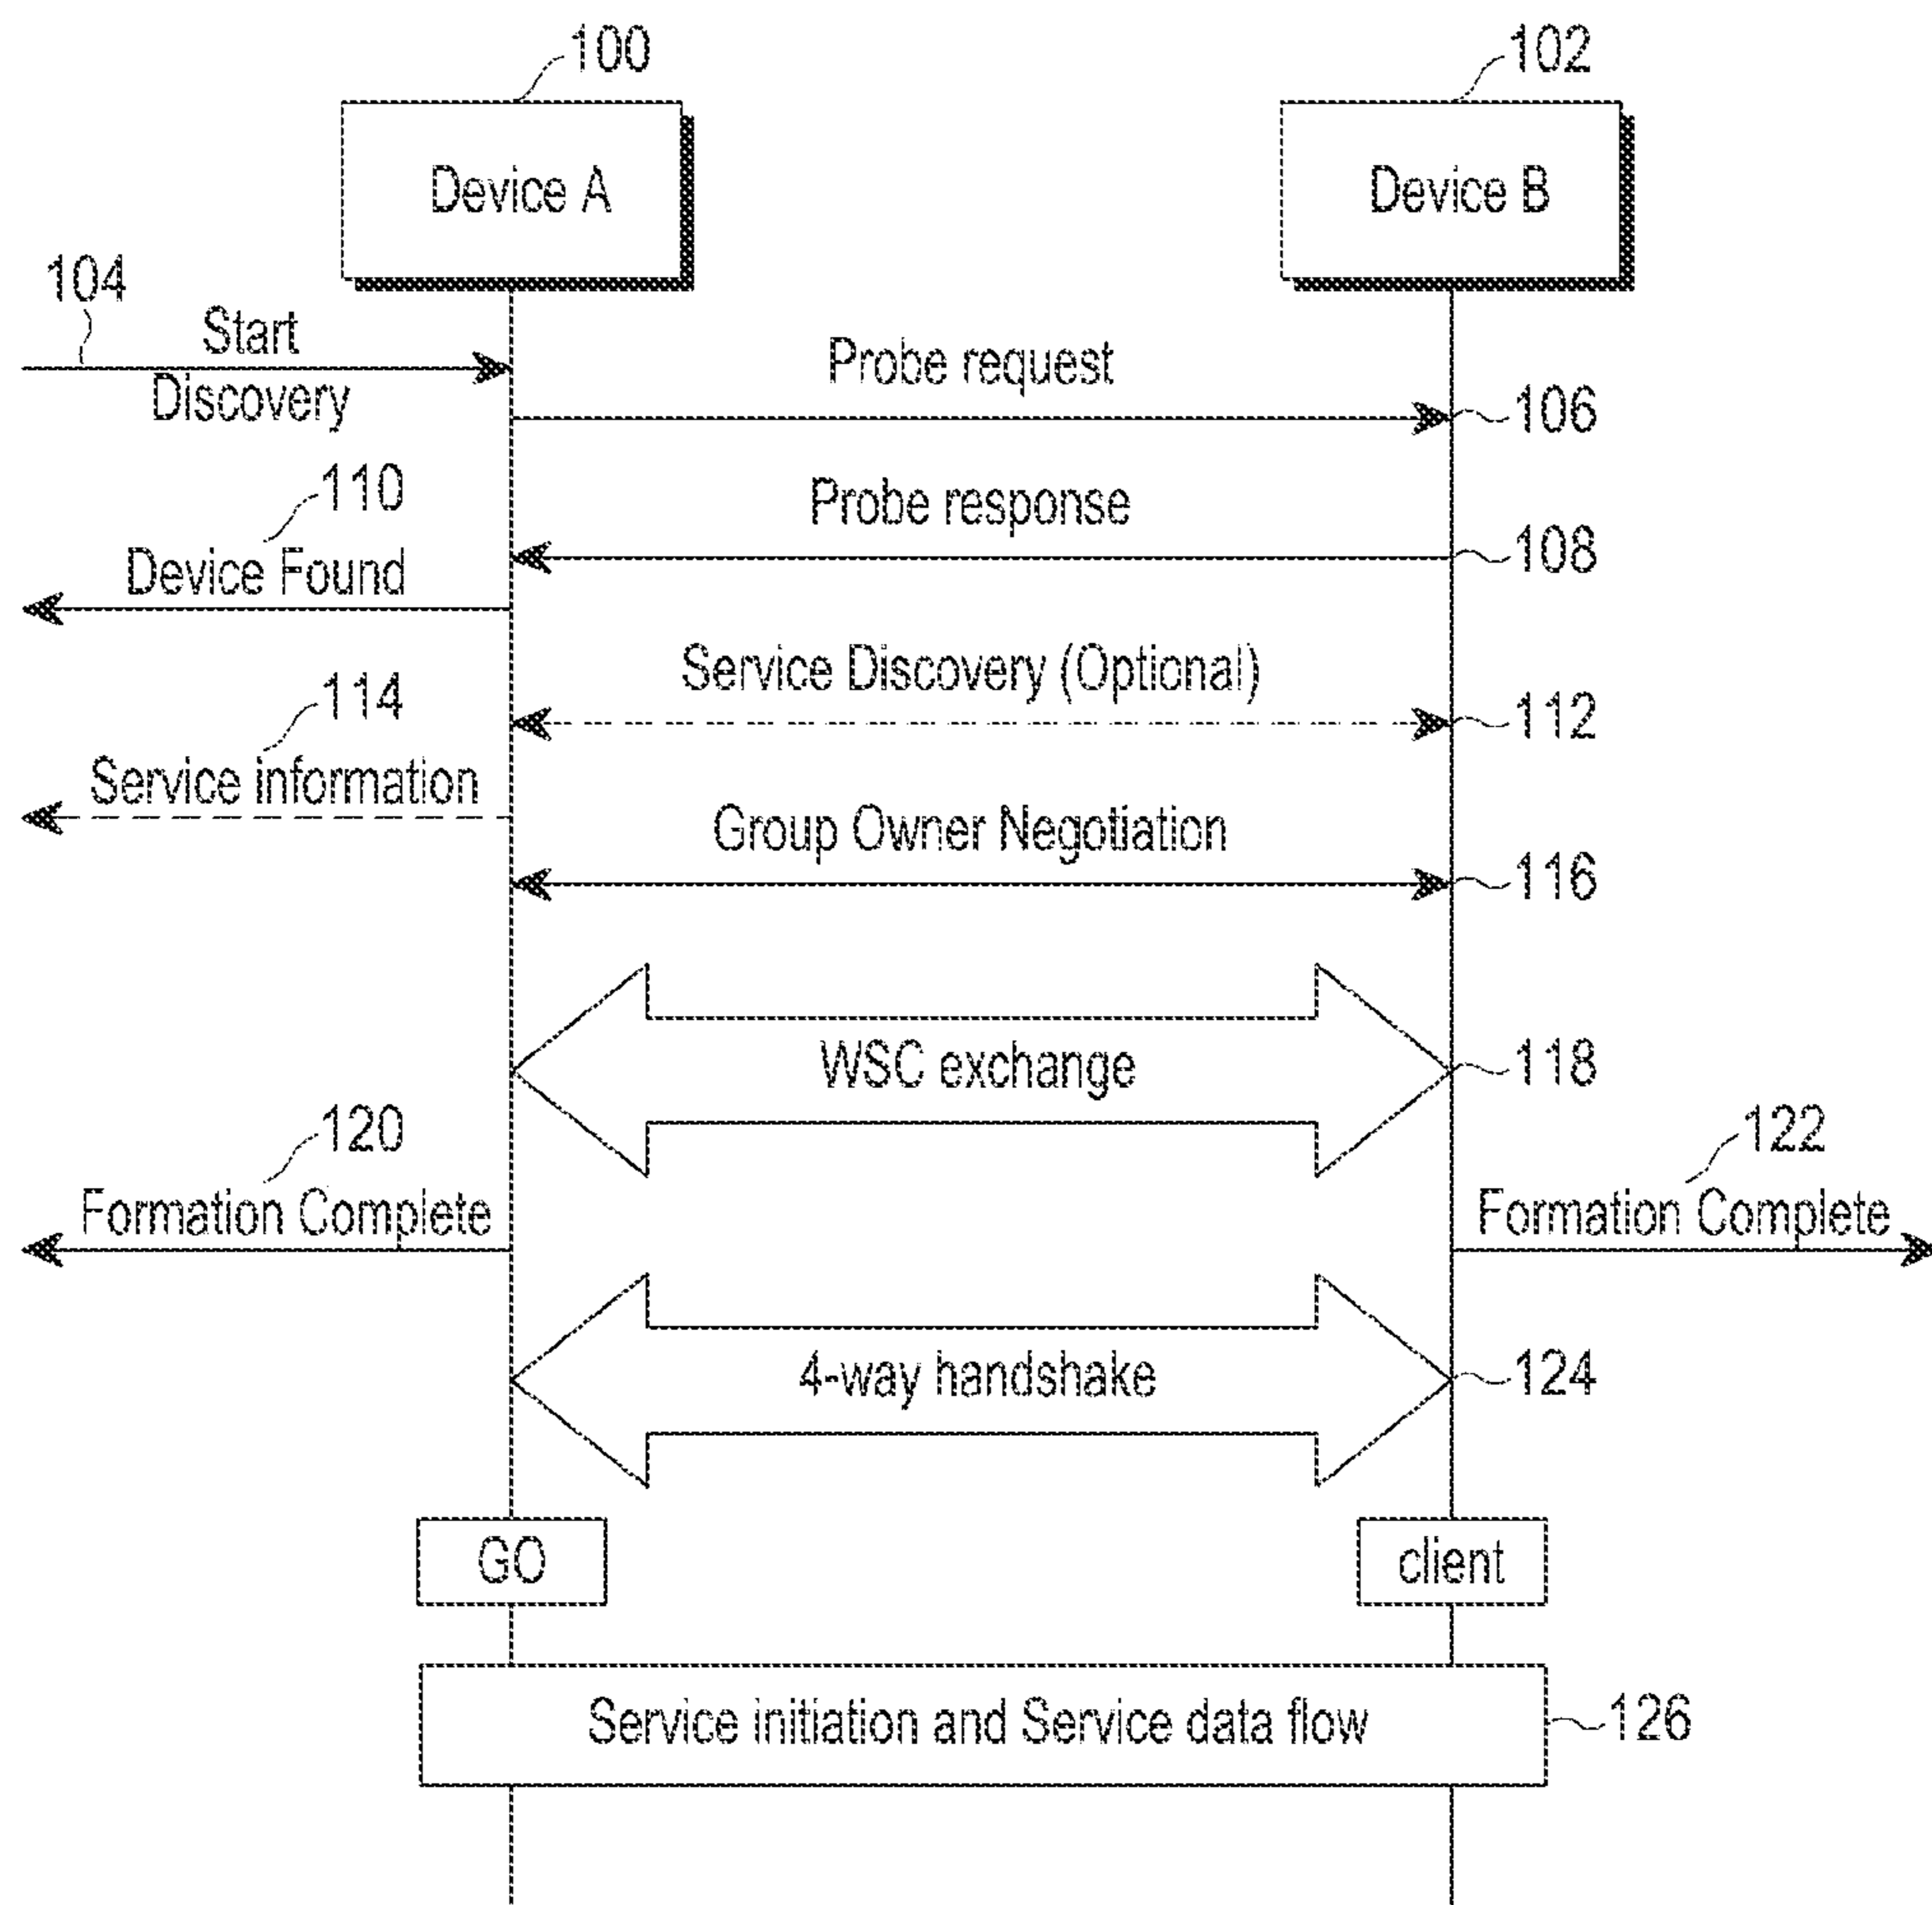 100
102
Device A
Device B
104
Start
Discovery
Probe request
106
110
Probe response
108
Device Found
Service Discovery (Optional)
112
114
Service information
Group Owner Negotiation
116
WSC exchange
118
120
122
Formation Complete
Formation Complete
4-way handshake
124
GO
client
Service initiation and Service data flow
126